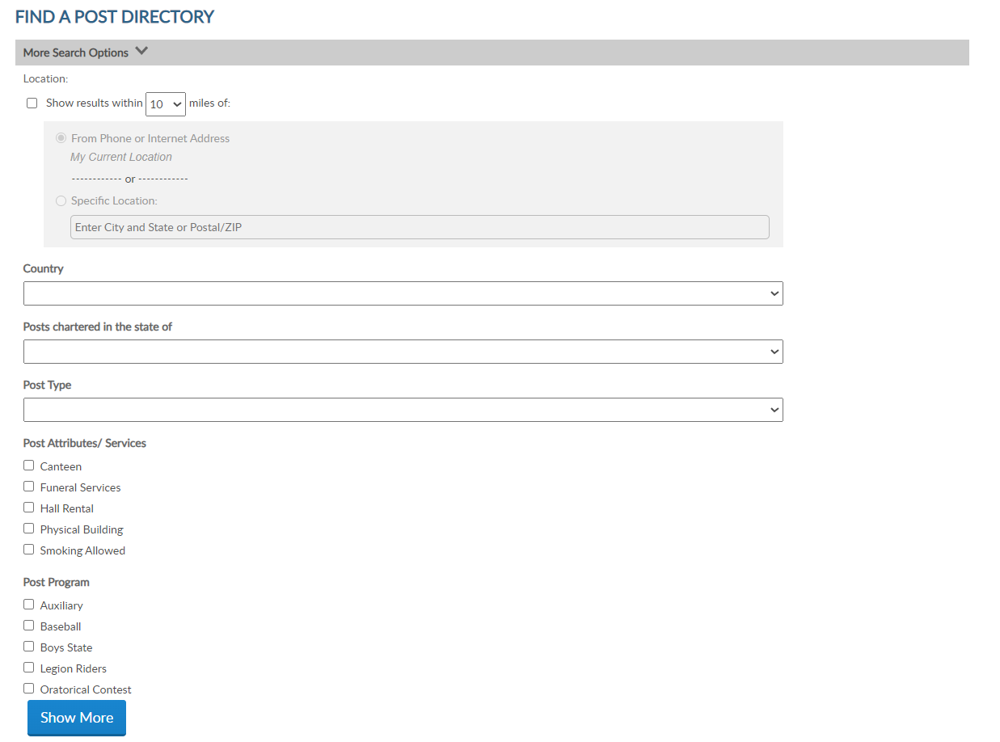 FIND A POST DIRECTORY
More Search Options
Location:
Show results within 10 miles of:
From Phone or Internet Address
My Current Location
------------ or ------------
Specific Location:
Enter City and State or Postal/ZIP
Country
Posts chartered in the state of
Post Type
Post Attributes/ Services
Canteen
Funeral Services
Hall Rental
Physical Building
Smoking Allowed
Post Program
Auxiliary
Baseball
Boys State
Legion Riders
Oratorical Contest
Show More